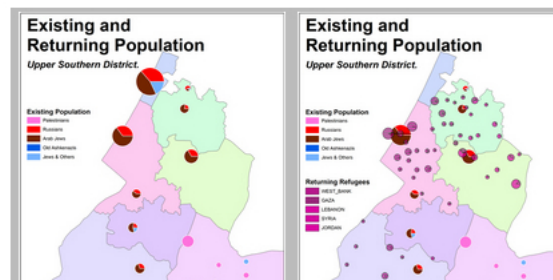 Existing and
Returning Population
Upper Southern District.
Existing Population
Palestinians
Russians
Arab Jews
Old Ashkenazis
Jews & Others
Existing and
Returning Population
Upper Southern District.
Existing Population
Palestinians
Russians
Arab Jews
Old Ashkenazis
Jews & Others
Returning Refugees
WEST_BANK
GAZA
LEBANON
SYRIA
JORDAN